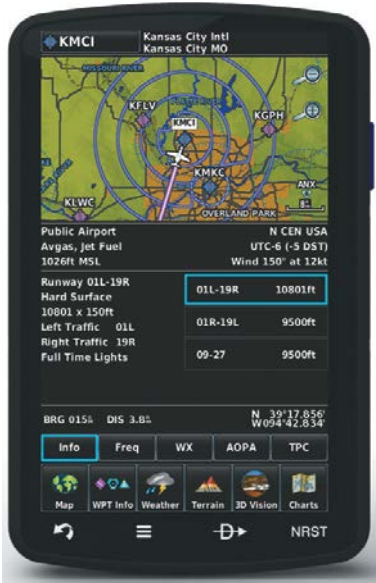 KMCI
Kansas City Intl
Kansas City MO
MISSOURI RIVER
KFLV
KMCI
KGPH
KMKC
ANX
KLWC
OVERLAND PARK
Public Airport
N CEN USA
Avgas, Jet Fuel
UTC-6 (-5 DST)
1026ft MSL
Wind 150° at 12kt
Runway 01L-19R
Hard Surface
10801 x 150ft
Left Traffic 01L
Right Traffic 19R
Full Time Lights
01L-19R 10801ft
01R-19L 9500ft
09-27 9500ft
BRG 015°
DIS 3.8
N 39°17.856'
W094°42.834'
Info
Freq
WX
AOPA
TPC
Map
WPT Info
Weather
Terrain
3D Vision
Charts
D
NRST